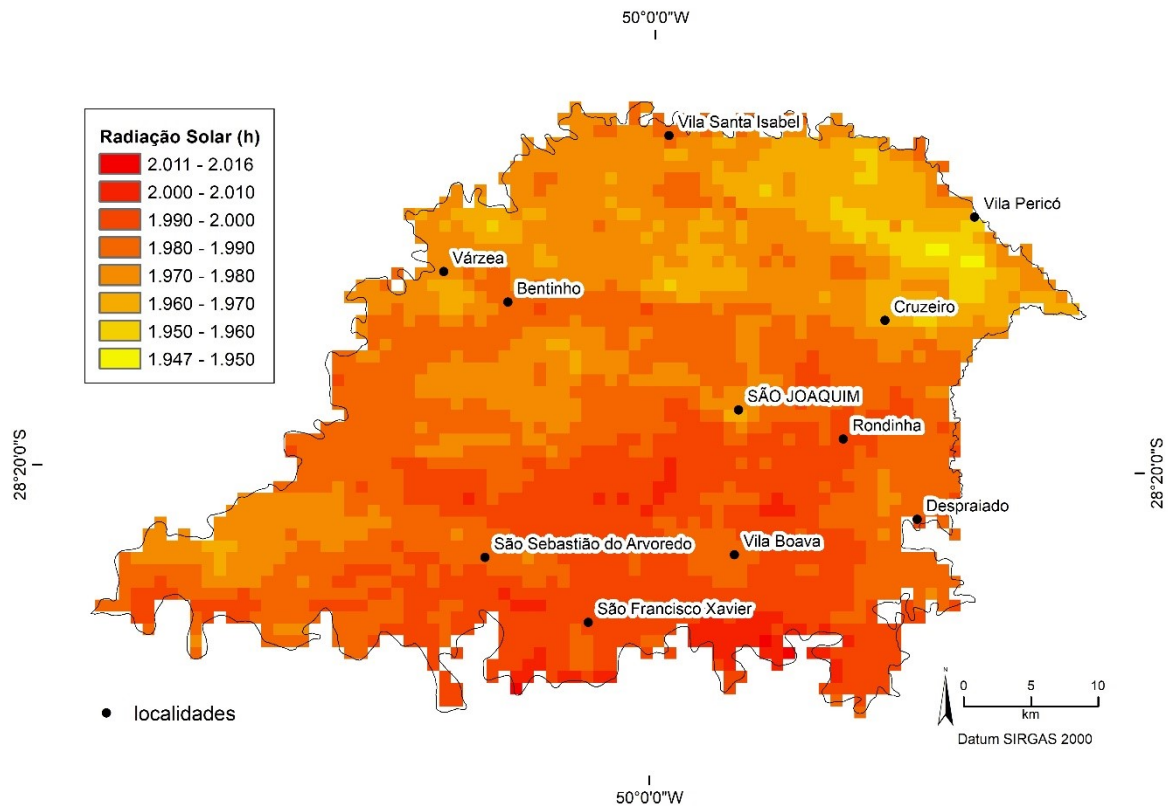 50°0'0"W
Radiação Solar (h)
2.011 - 2.016
2.000 - 2.010
1.990 - 2.000
1.980 - 1.990
1.970 - 1.980
1.960 - 1.970
1.950 - 1.960
1.947 - 1.950
Vila Santa Isabel
Vila Pericó
Várzea
Bentinho
Cruzeiro
SÃO JOAQUIM
Rondinha
28°20'0"S
28°20'0"S
Despraiado
São Sebastião do Arvoredo
Vila Boava
São Francisco Xavier
localidades
N
0 5 10
km
Datum SIRGAS 2000
50°0'0"W